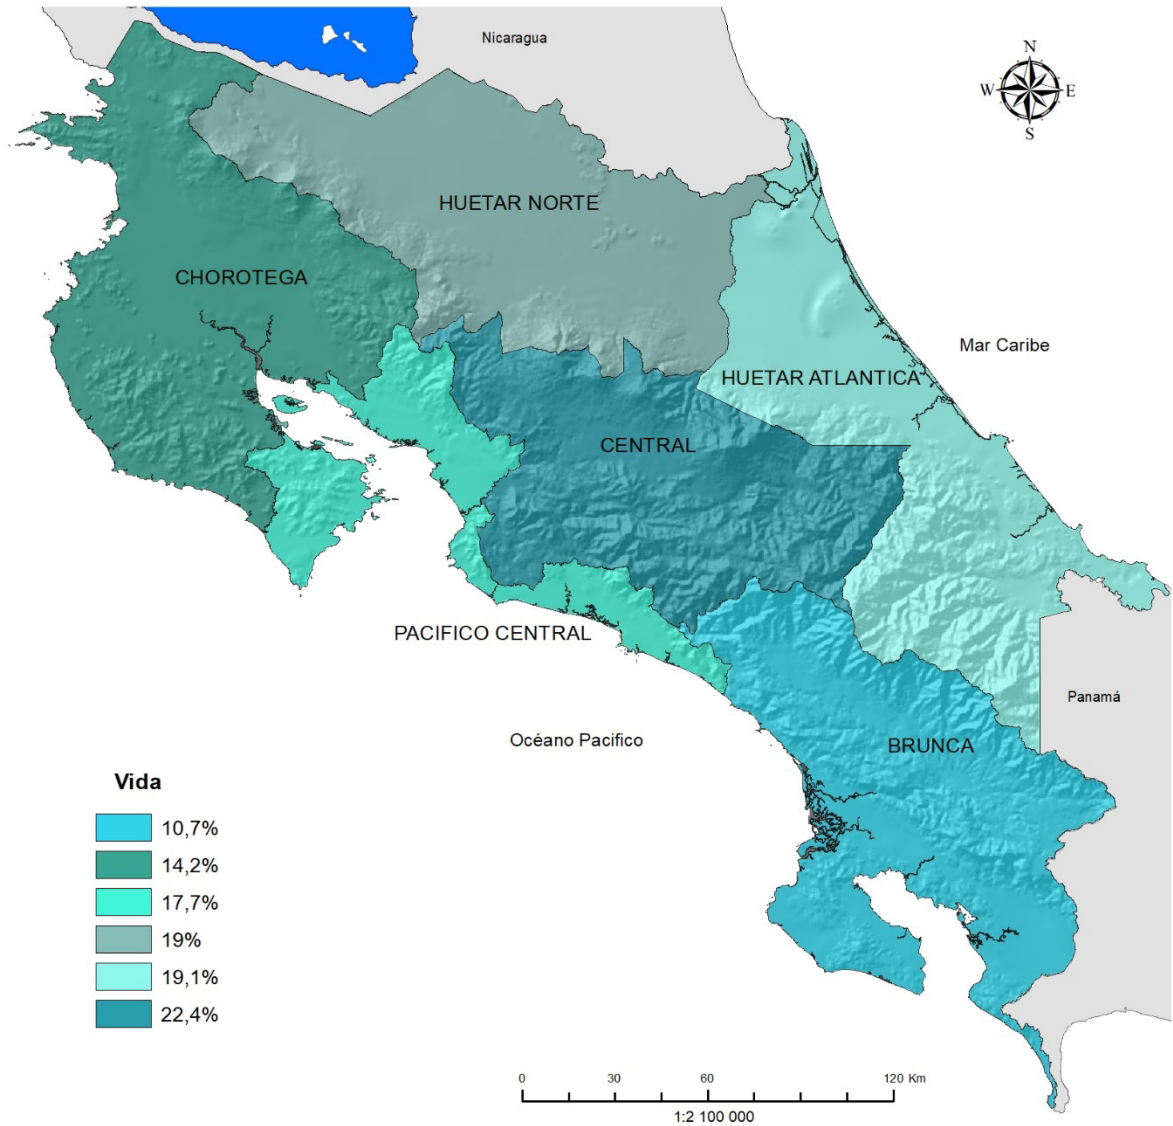 Nicaragua
N
W
E
S
HUETAR NORTE
CHOROTEGA
Mar Caribe
HUETAR ATLANTICA
CENTRAL
PACIFICO CENTRAL
Panamá
Océano Pacifico
BRUNCA
Vida
10,7%
14,2%
17,7%
19%
19,1%
22,4%
0 30 60 120 Km
1:2 100 000